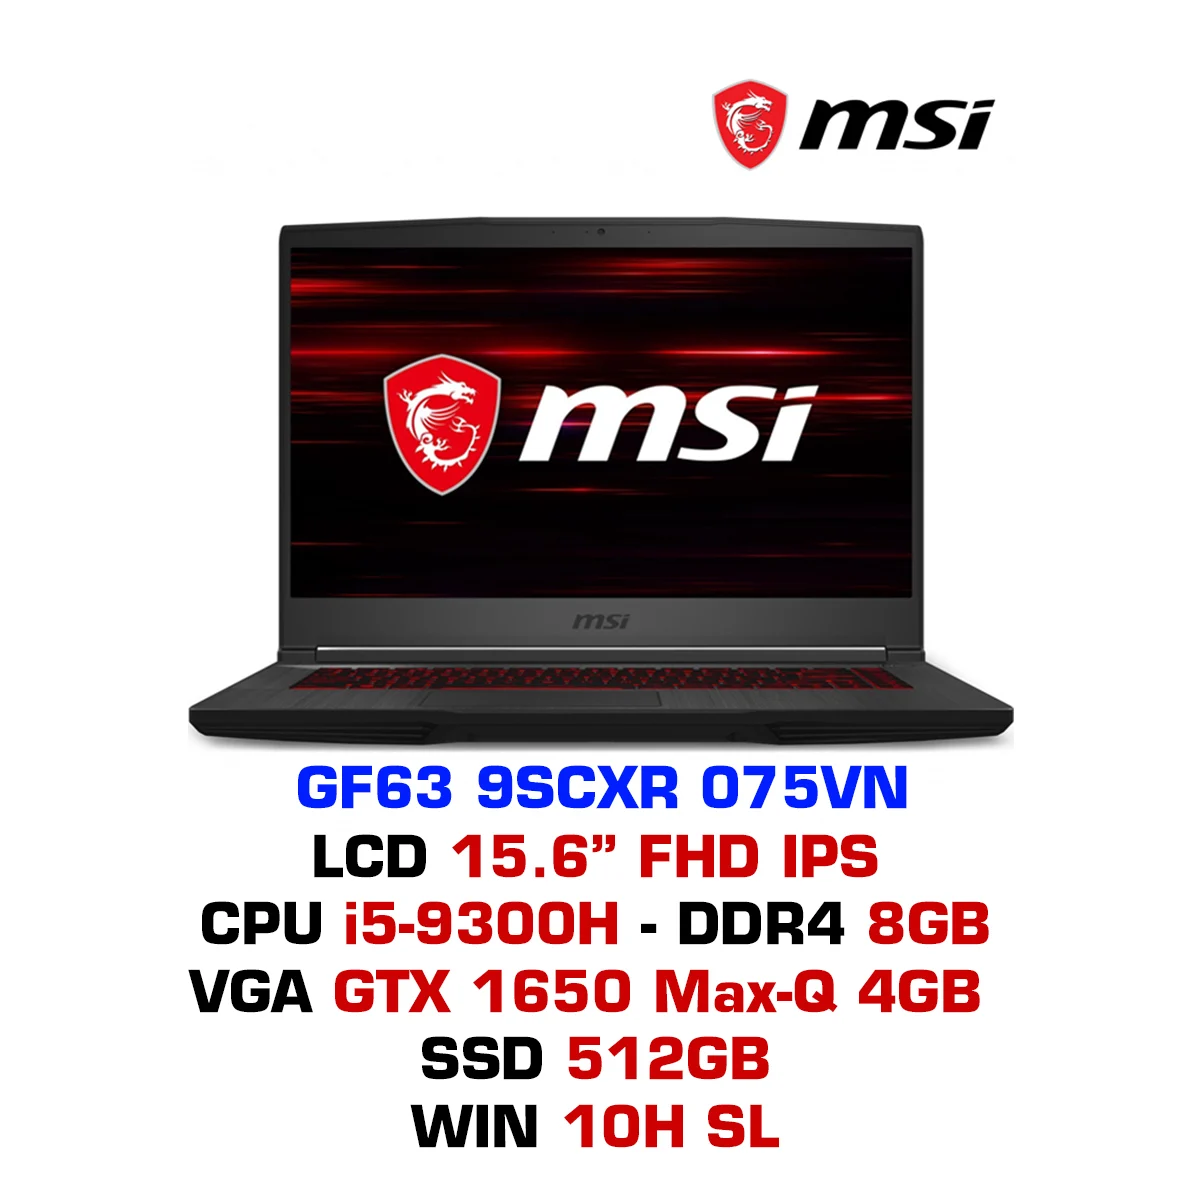 msi
msi
msi
GF63 9SCXR 075VN
LCD 15.6” FHD IPS
CPU i5-9300H - DDR4 8GB
VGA GTX 1650 Max-Q 4GB
SSD 512GB
WIN 10H SL